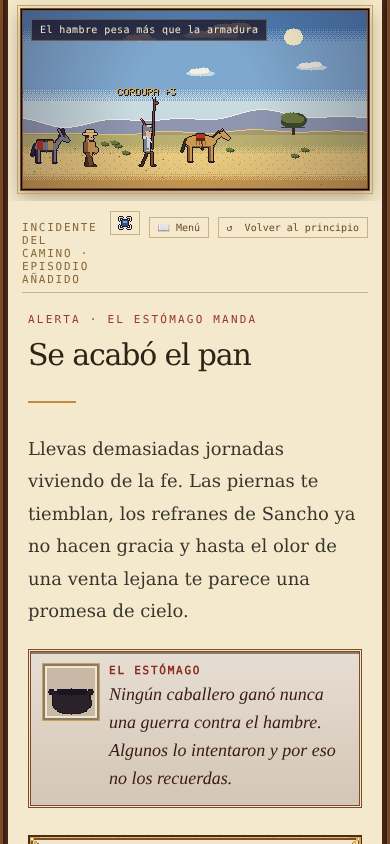 El hambre pesa más que la armadura
CORDURA +3
INCIDENTE
DEL
CAMINO ·
EPISODIO
AÑADIDO
📖 Menú
↺ Volver al principio
ALERTA · EL ESTÓMAGO MANDA
Se acabó el pan
Llevas demasiadas jornadas
viviendo de la fe. Las piernas te
tiemblan, los refranes de Sancho ya
no hacen gracia y hasta el olor de
una venta lejana te parece una
promesa de cielo.
EL ESTÓMAGO
Ningún caballero ganó nunca
una guerra contra el hambre.
Algunos lo intentaron y por eso
no los recuerdas.